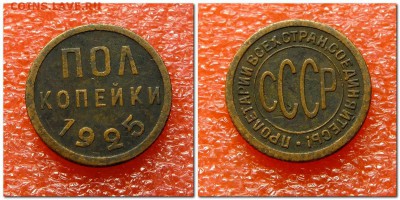 COINS.LAVE.RU
ПОЛ
КОПЕЙКИ
1925
ПРОЛЕТАРИИ ВСЕХ СТРАН, СОЕДИНЯЙТЕСЬ!
СССР